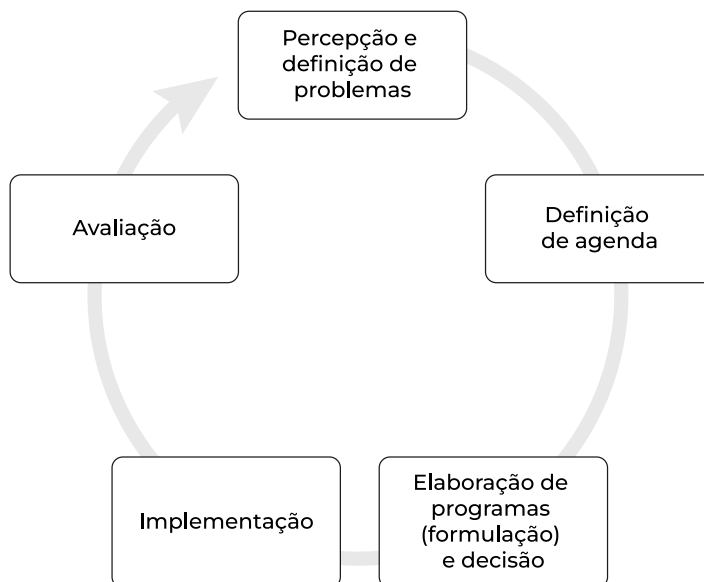 Percepção e
definição de
problemas
Definição
de agenda
Elaboração de
programas
(formulação)
e decisão
Implementação
Avaliação